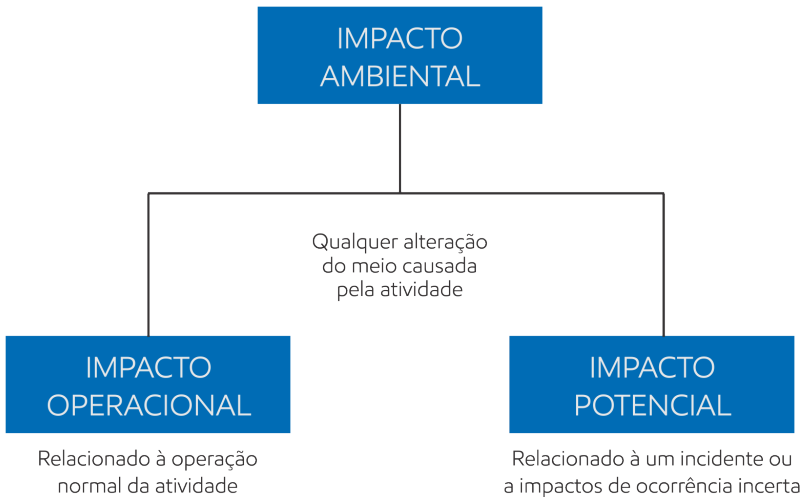 IMPACTO
AMBIENTAL
Qualquer alteração
do meio causada
pela atividade
IMPACTO
OPERACIONAL
Relacionado à operação
normal da atividade
IMPACTO
POTENCIAL
Relacionado à um incidente ou
a impactos de ocorrência incerta